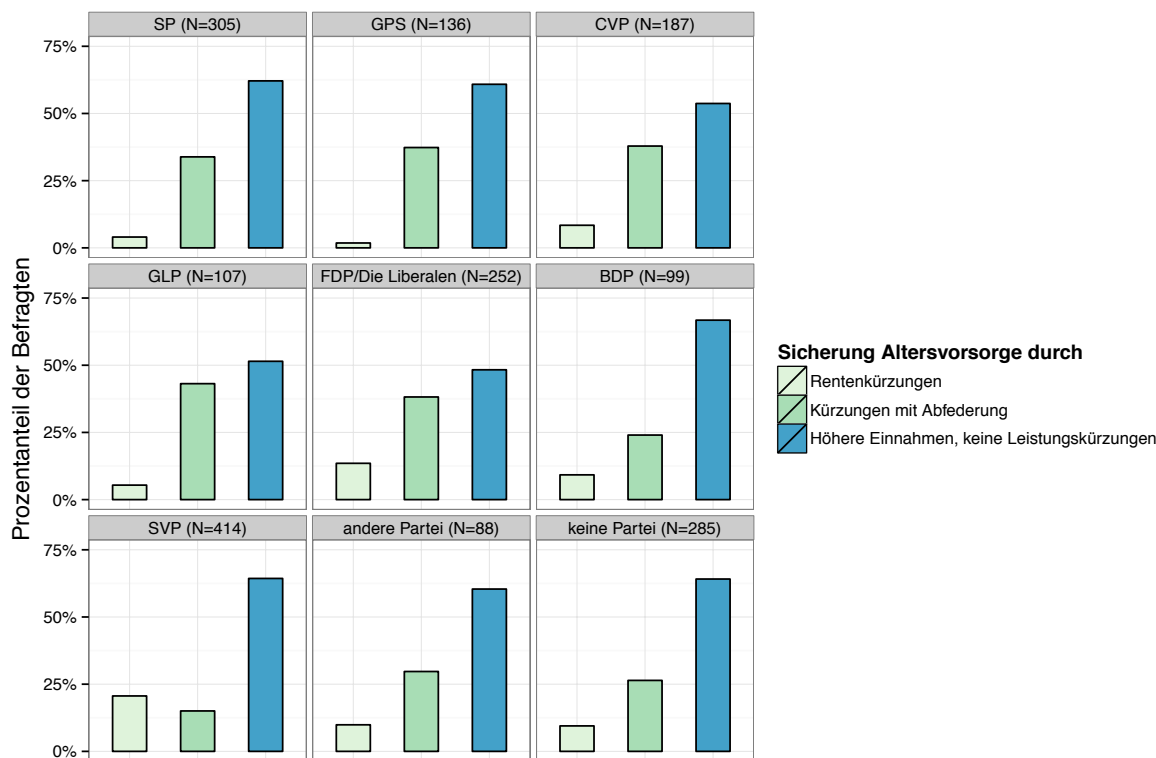 SP (N=305)
GPS (N=136)
CVP (N=187)
75%
50%
25%
0%
GLP (N=107)
FDP/Die Liberalen (N=252)
BDP (N=99)
75%
50%
25%
0%
SVP (N=414)
andere Partei (N=88)
keine Partei (N=285)
75%
50%
25%
0%
Prozentanteil der Befragten
Sicherung Altersvorsorge durch
Rentenkürzungen
Kürzungen mit Abfederung
Höhere Einnahmen, keine Leistungskürzungen